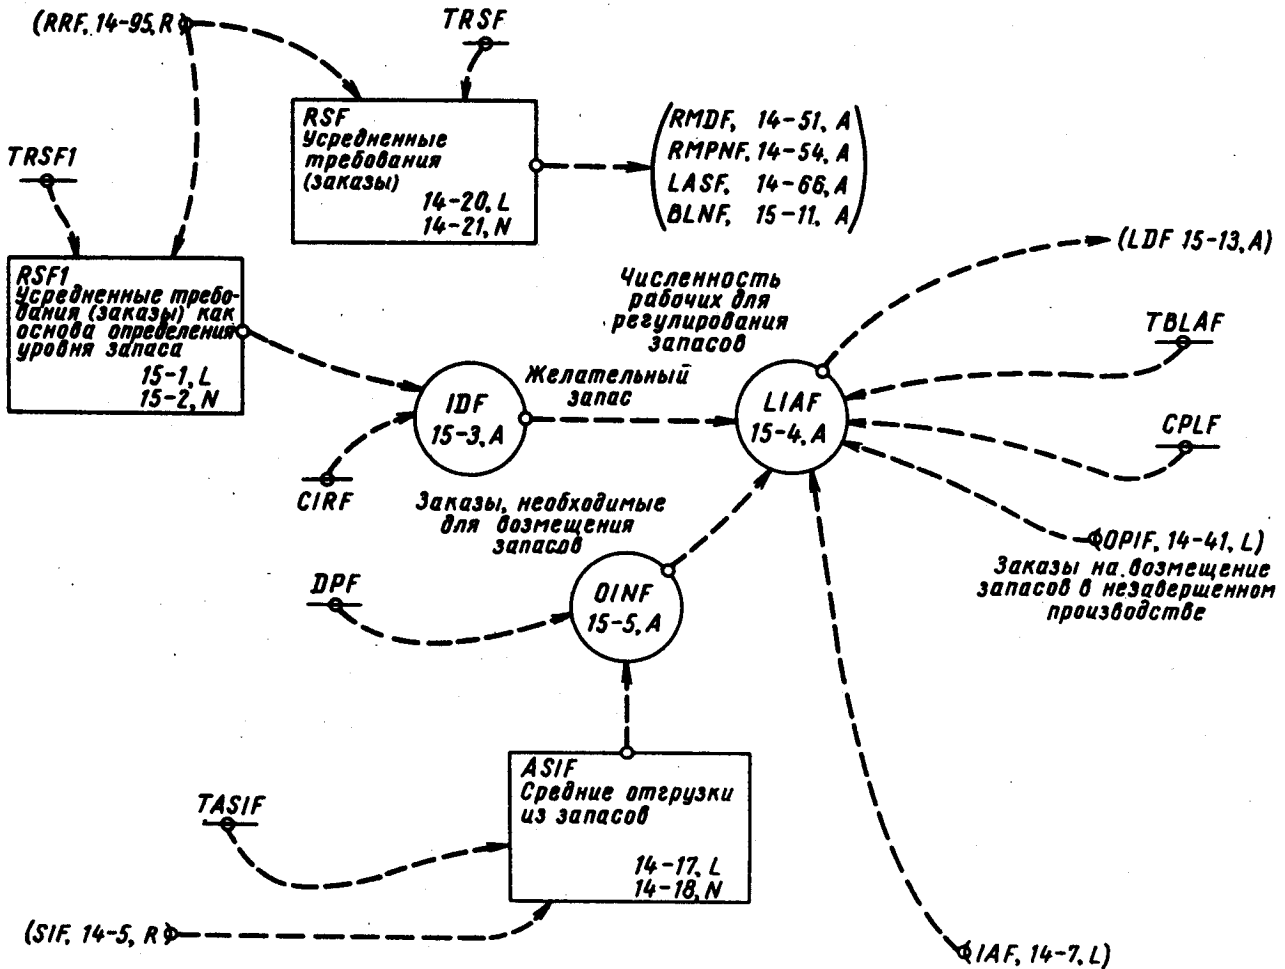 (RRF, 14-95, R
TRSF
RSF
Усредненные
требования
(заказы)
14-20, L
14-21, N
RMDF, 14-51, A
RMPNF, 14-54, A
LASF, 14-66, A
BLNF, 15-11, A
TRSF1
RSF1
Усредненные требо-
вания (заказы) как
основа определения
уровня запаса
15-1, L
15-2, N
Численность
рабочих для
регулирования
запасов
(LDF 15-13, A)
TBLAF
IDF
15-3, A
Желательный
запас
LIAF
15-4, A
CPLF
CIRF
Заказы, необходимые
для возмещения
запасов
(OPIF, 14-41, L)
Заказы на возмещение
запасов в незавершенном
производстве
DPF
OINF
15-5, A
ASIF
Средние отгрузки
из запасов
14-17, L
14-18, N
TASIF
(SIF, 14-5, R)
(IAF, 14-7, L)